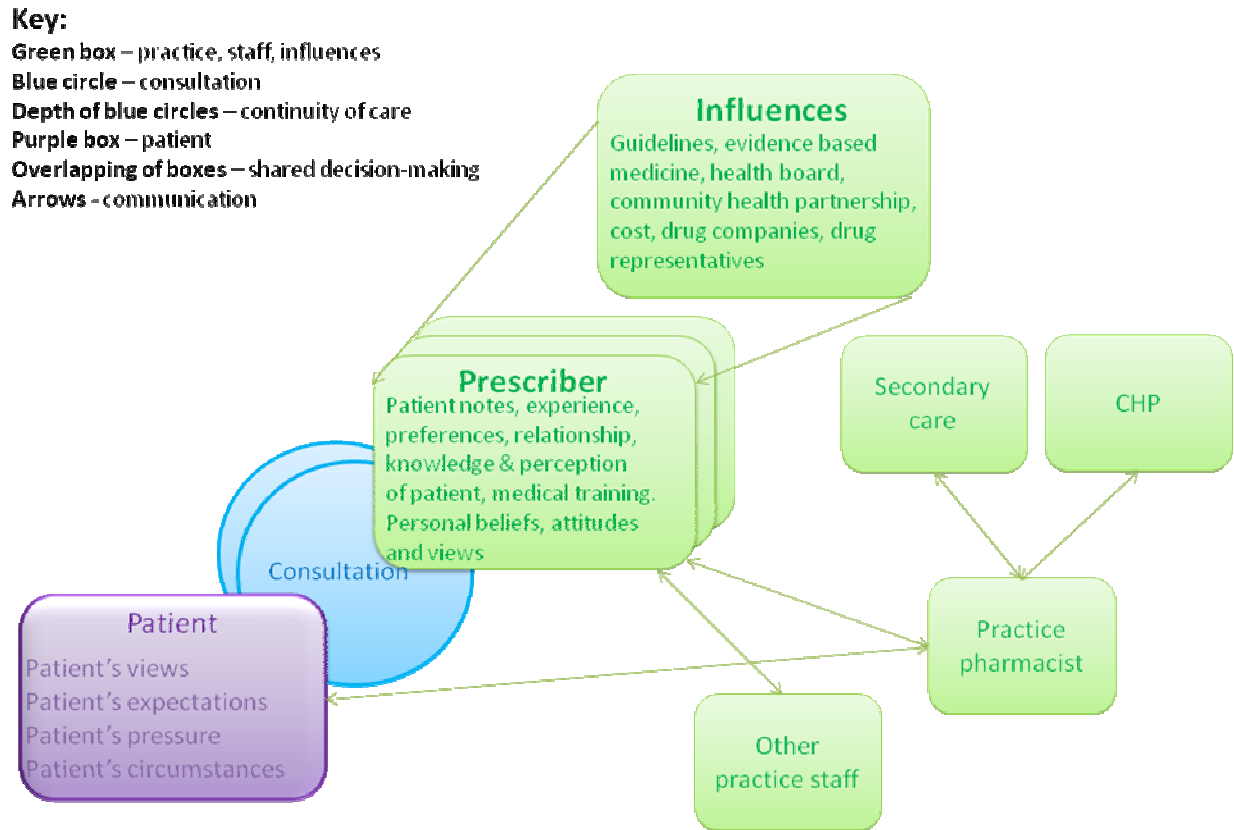 Key:
Green box – practice, staff, influences
Blue circle – consultation
Depth of blue circles – continuity of care
Purple box – patient
Overlapping of boxes – shared decision-making
Arrows - communication
Influences
Guidelines, evidence based
medicine, health board,
community health partnership,
cost, drug companies, drug
representatives
Prescriber
Patient notes, experience,
preferences, relationship,
knowledge & perception
of patient, medical training.
Personal beliefs, attitudes
and views
Secondary
care
CHP
Consultation
Patient
Patient's views
Patient's expectations
Patient's pressure
Patient's circumstances
Practice
pharmacist
Other
practice staff